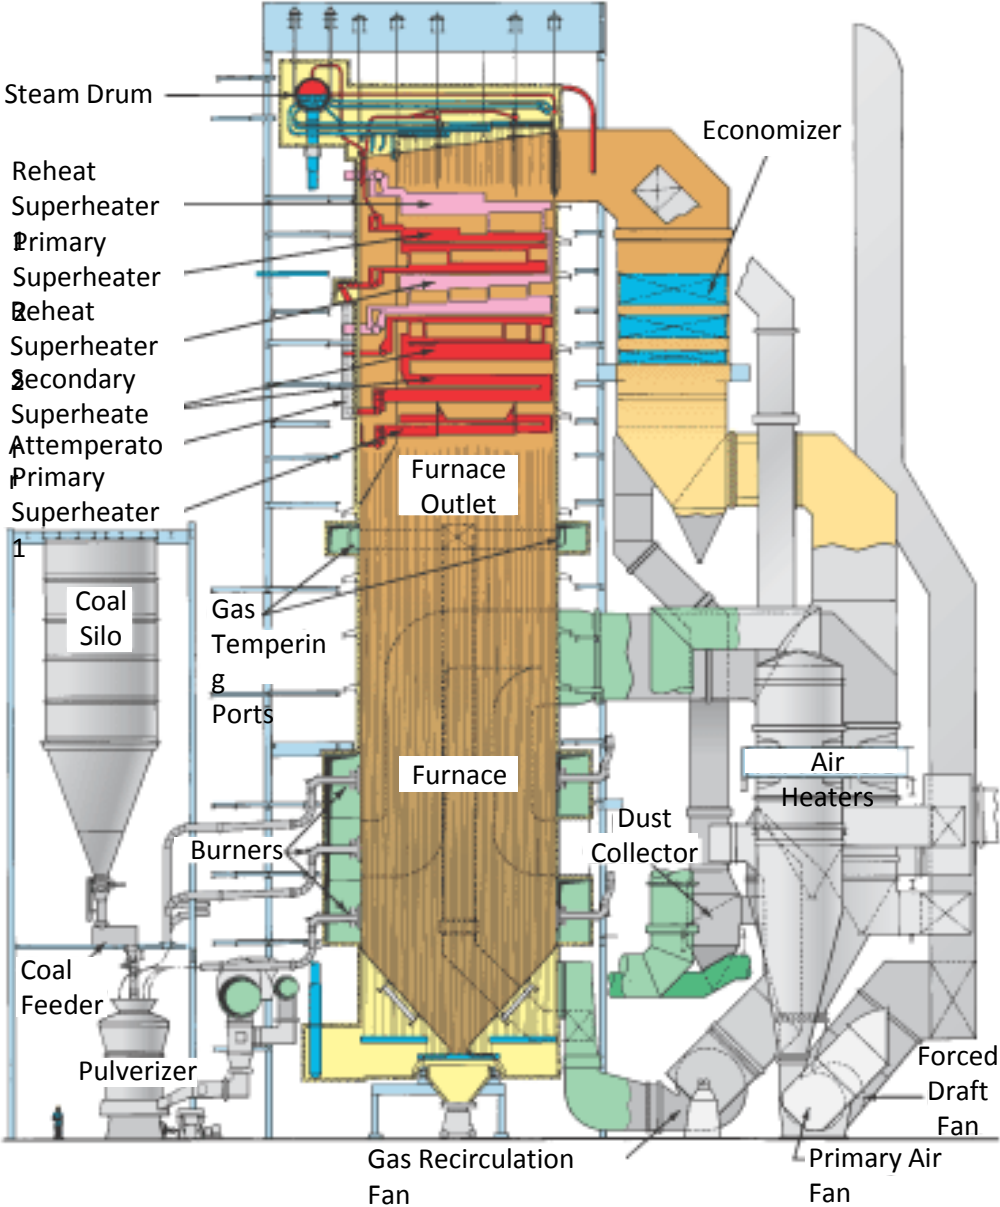 Steam Drum
Economizer
Reheat
Superheater
1
Primary
Superheater
2
Reheat
Superheater
2
Secondary
Superheate
r
Attemperato
r
Primary
Superheater
1
Furnace
Outlet
Coal
Silo
Gas
Temperin
g
Ports
Furnace
Air
Heaters
Dust
Collector
Burners
Coal
Feeder
Pulverizer
Forced
Draft
Fan
Gas Recirculation
Fan
Primary Air
Fan